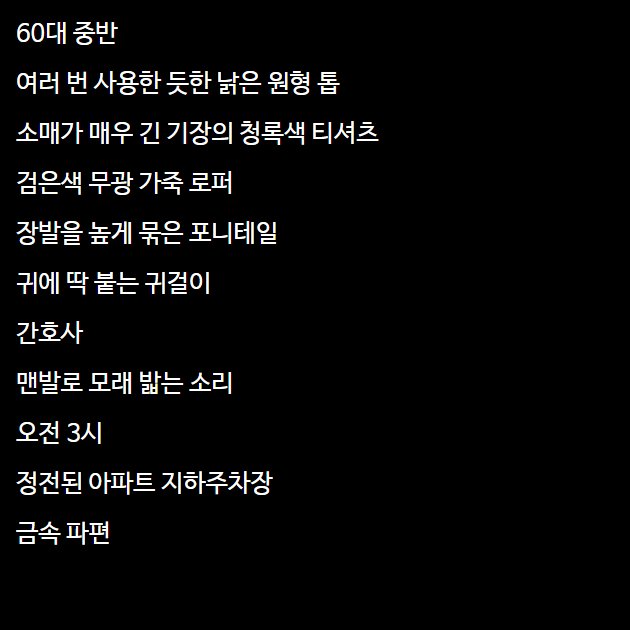 60대 중반
여러 번 사용한 듯한 낡은 원형 톱
소매가 매우 긴 기장의 청록색 티셔츠
검은색 무광 가죽 로퍼
장발을 높게 묶은 포니테일
귀에 딱 붙는 귀걸이
간호사
맨발로 모래 밟는 소리
오전 3시
정전된 아파트 지하주차장
금속 파편